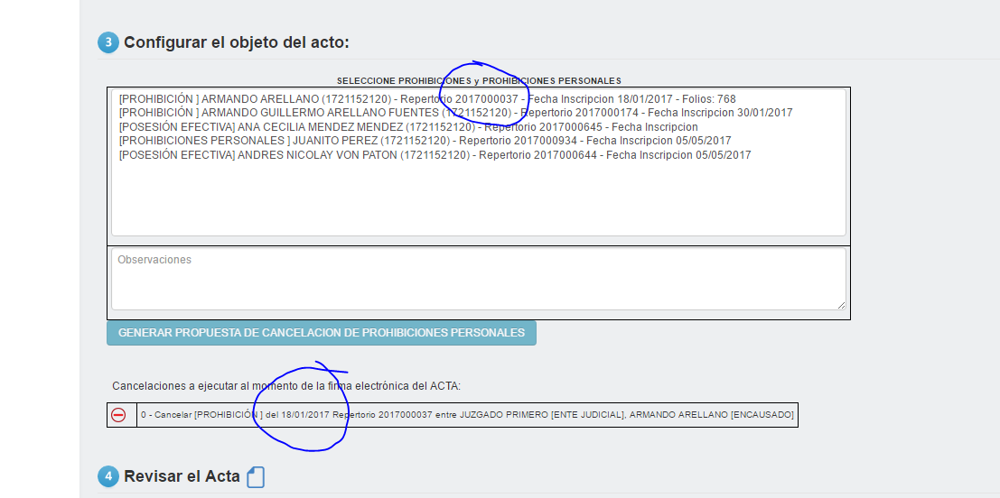 3 Configurar el objeto del acto:
SELECCIONE PROHIBICIONES y PROHIBICIONES PERSONALES
[PROHIBICIÓN ] ARMANDO ARELLANO (1721152120) - Repertorio 2017000037 - Fecha Inscripcion 18/01/2017 - Folios: 768
[PROHIBICIÓN ] ARMANDO GUILLERMO ARELLANO FUENTES (1721152120) - Repertorio 2017000174 - Fecha Inscripcion 30/01/2017
[POSESIÓN EFECTIVA] ANA CECILIA MENDEZ MENDEZ (1721152120) - Repertorio 2017000645 - Fecha Inscripcion
[PROHIBICIONES PERSONALES ] JUANITO PEREZ (1721152120) - Repertorio 2017000934 - Fecha Inscripcion 05/05/2017
[POSESIÓN EFECTIVA] ANDRES NICOLAY VON PATON (1721152120) - Repertorio 2017000644 - Fecha Inscripcion 05/05/2017
Observaciones
GENERAR PROPUESTA DE CANCELACION DE PROHIBICIONES PERSONALES
Cancelaciones a ejecutar al momento de la firma electrónica del ACTA:
0 - Cancelar [PROHIBICIÓN ] del 18/01/2017 Repertorio 2017000037 entre JUZGADO PRIMERO [ENTE JUDICIAL], ARMANDO ARELLANO [ENCAUSADO]
4 Revisar el Acta